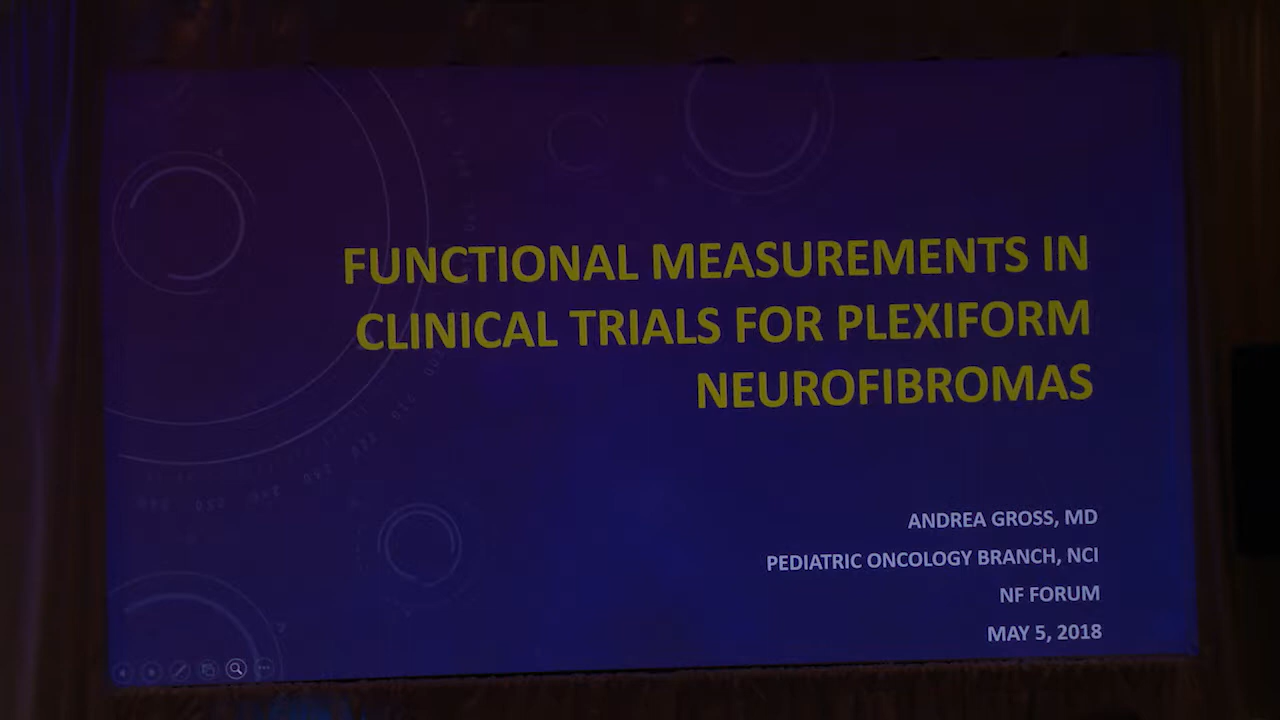 FUNCTIONAL MEASUREMENTS IN
CLINICAL TRIALS FOR PLEXIFORM
NEUROFIBROMAS
ANDREA GROSS, MD
PEDIATRIC ONCOLOGY BRANCH, NCI
NF FORUM
MAY 5, 2018